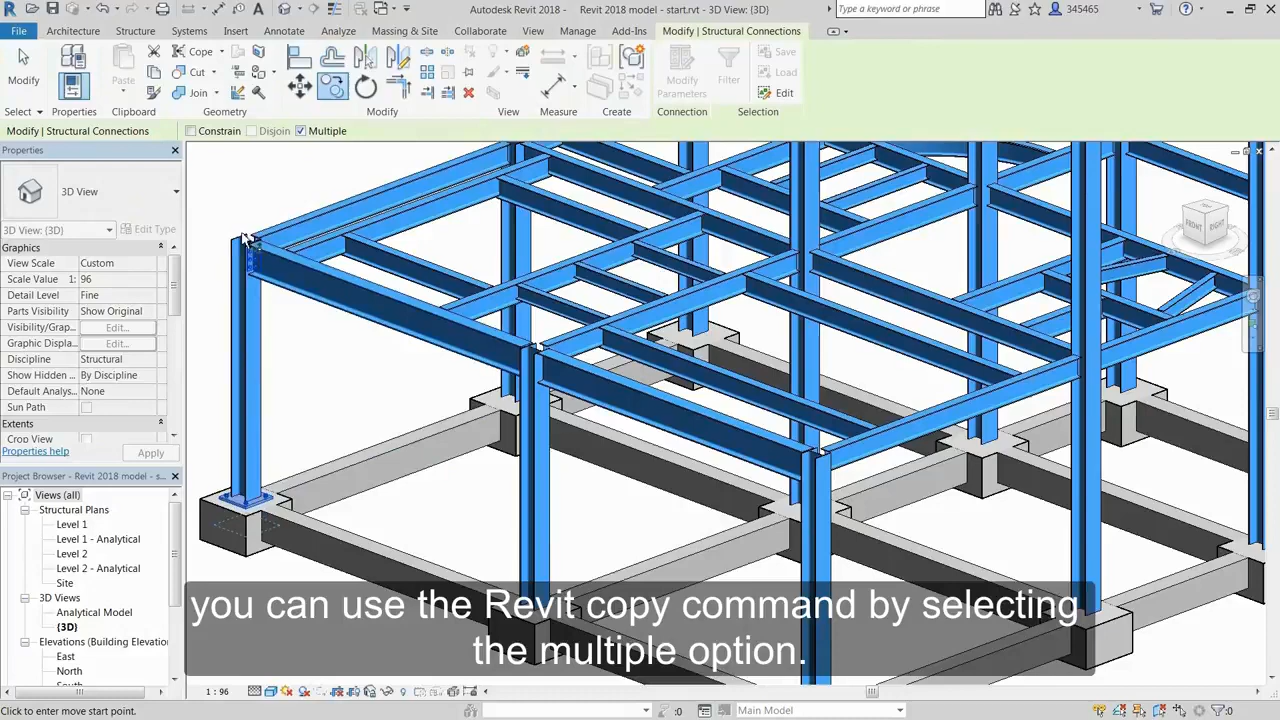 Autodesk Revit 2018 - Revit 2018 model - start.rvt - 3D View: {3D}
Type a keyword or phrase
345465
File Architecture Structure Systems Insert Annotate Analyze Massing & Site Collaborate View Manage Add-Ins Modify | Structural Connections
Modify
Paste
Cope
Cut
Join
Modify Parameters
Filter
Save
Load
Edit
Select Properties Clipboard Geometry Modify View Measure Create Connection Selection
Modify | Structural Connections Constrain Disjoin Multiple
Properties
3D View
3D View: {3D} Edit Type
Graphics
View Scale Custom
Scale Value 1: 96
Detail Level Fine
Parts Visibility Show Original
Visibility/Grap... Edit...
Graphic Displa... Edit...
Discipline Structural
Show Hidden ... By Discipline
Default Analys... None
Sun Path
Extents
Crop View
Properties help Apply
Project Browser - Revit 2018 model - s...
Views (all)
Structural Plans
Level 1
Level 1 - Analytical
Level 2
Level 2 - Analytical
Site
3D Views
Analytical Model
{3D}
Elevations (Building Elevation
East
North
FRONT RIGHT
you can use the Revit copy command by selecting
the multiple option.
1 : 96
Click to enter move start point. :0 Main Model :0